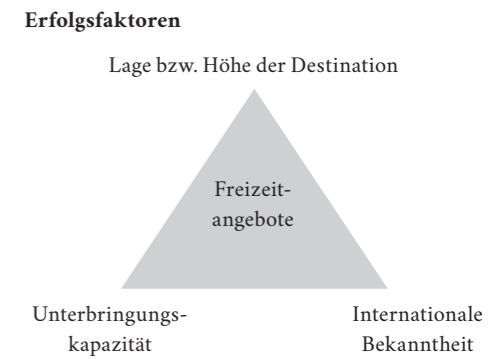 Erfolgsfaktoren
Lage bzw. Höhe der Destination
Freizeit-
angebote
Unterbringungs-
kapazität
Internationale
Bekanntheit